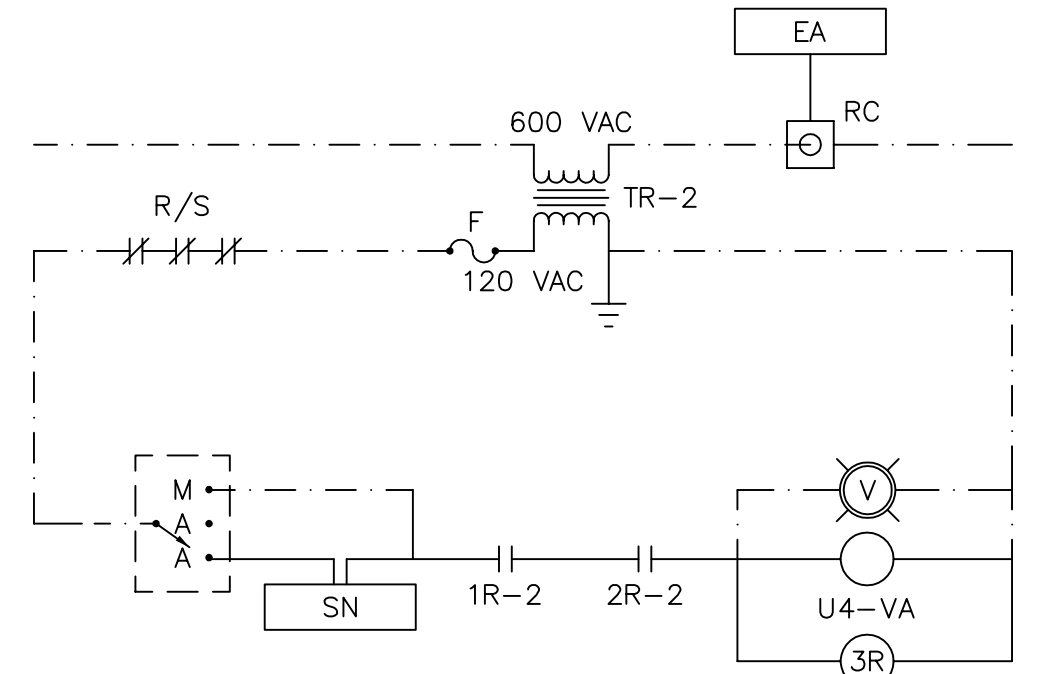 EA
RC
600 VAC
TR-2
R/S
F
120 VAC
M
A
A
V
SN
1R-2
2R-2
U4-VA
3R